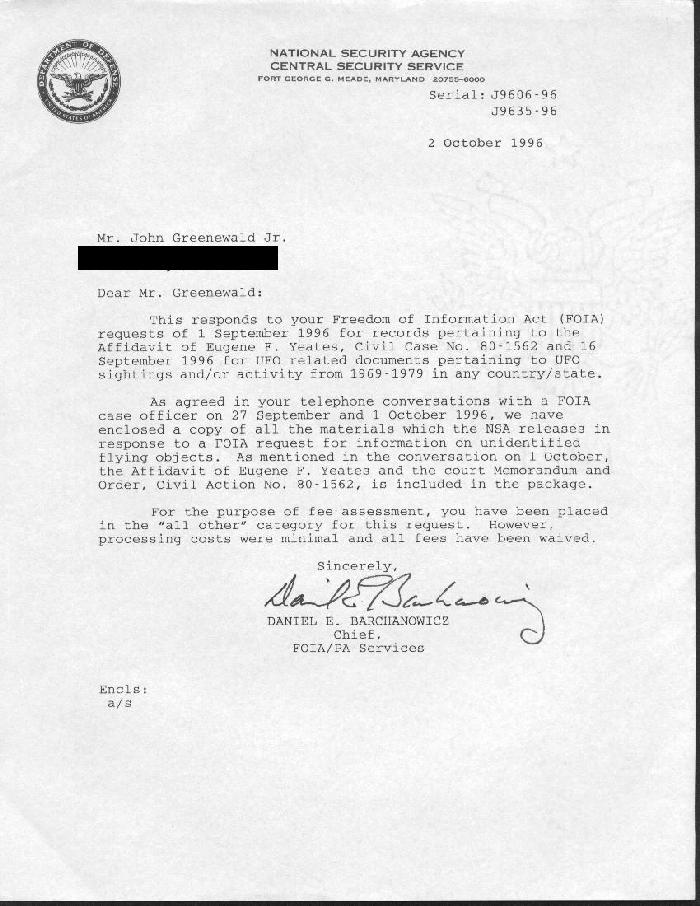 DEPARTMENT OF DEFENSE
UNITED STATES OF AMERICA
NATIONAL SECURITY AGENCY
CENTRAL SECURITY SERVICE
FORT GEORGE G. MEADE, MARYLAND 20755-6000
Serial: J9606-96
J9635-96
2 October 1996
Mr. John Greenewald Jr.
Dear Mr. Greenewald:
This responds to your Freedom of Information Act (FOIA)
requests of 1 September 1996 for records pertaining to the
Affidavit of Eugene F. Yeates, Civil Case No. 80-1562 and 16
September 1996 for UFO related documents pertaining to UFO
sightings and/or activity from 1969-1979 in any country/state.
As agreed in your telephone conversations with a FOIA
case officer on 27 September and 1 October 1996, we have
enclosed a copy of all the materials which the NSA releases in
response to a FOIA request for information on unidentified
flying objects. As mentioned in the conversation on 1 October,
the Affidavit of Eugene F. Yeates and the court Memorandum and
Order, Civil Action No. 80-1562, is included in the package.
For the purpose of fee assessment, you have been placed
in the "all other" category for this request. However,
processing costs were minimal and all fees have been waived.
Sincerely,
Daniel E Barchanowicz
DANIEL E. BARCHANOWICZ
Chief,
FOIA/PA Services
Encls:
a/s